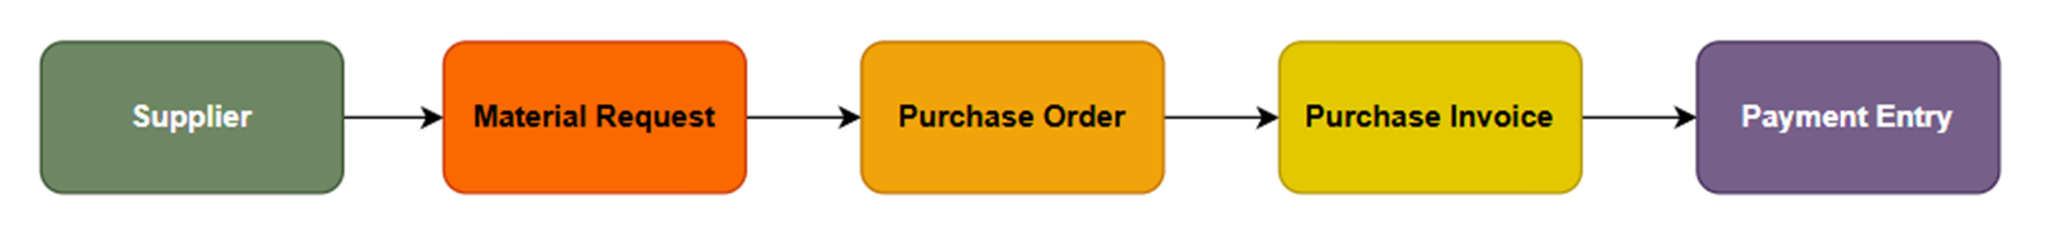 Supplier
Material Request
Purchase Order
Purchase Invoice
Payment Entry